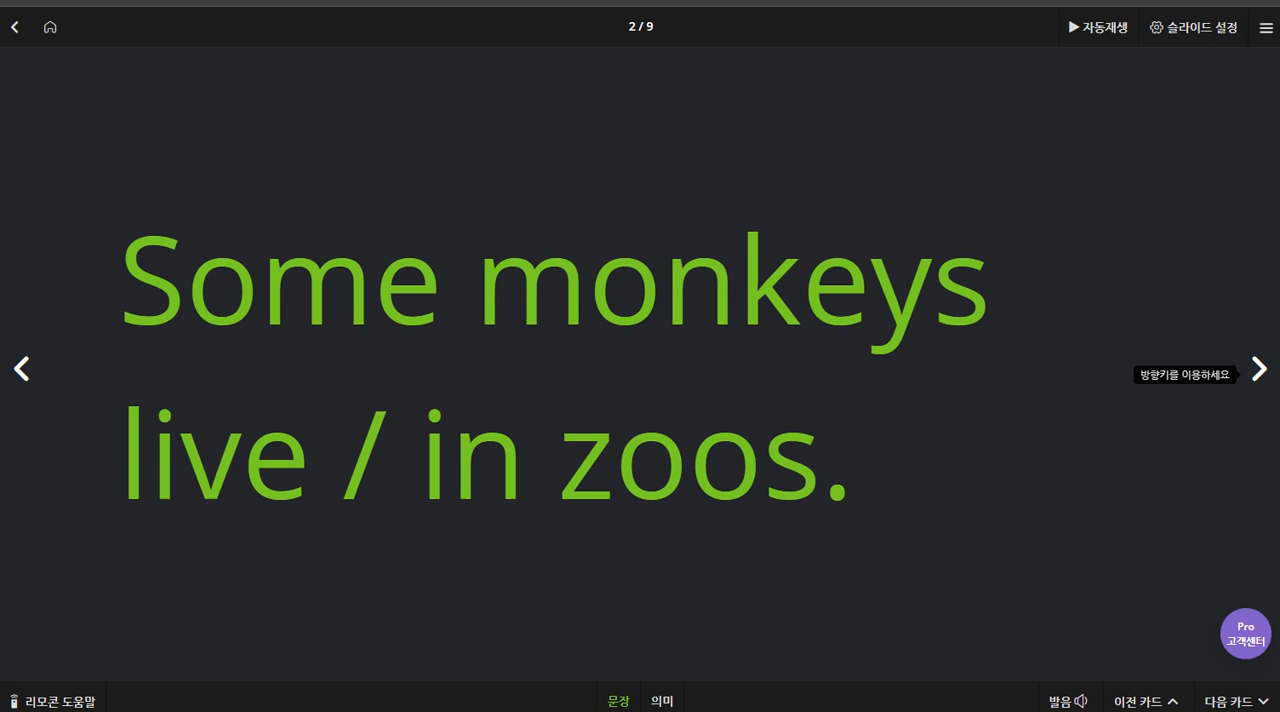 2 / 9
자동재생
슬라이드 설정
Some monkeys
live / in zoos.
방향키를 이용하세요
Pro
고객센터
리모콘 도움말
문장
의미
발음
이전 카드
다음 카드